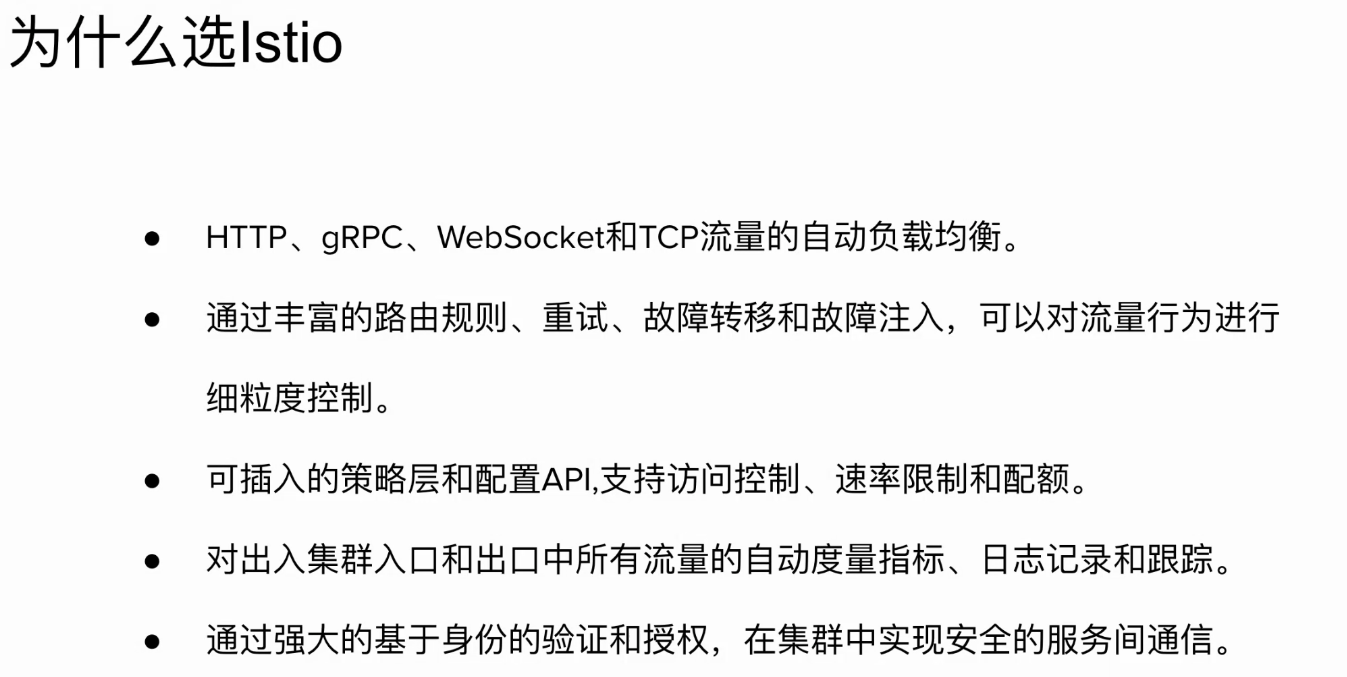 为什么选Istio
● HTTP、gRPC、WebSocket和TCP流量的自动负载均衡。
● 通过丰富的路由规则、重试、故障转移和故障注入，可以对流量行为进行
细粒度控制。
● 可插入的策略层和配置API,支持访问控制、速率限制和配额。
● 对出入集群入口和出口中所有流量的自动度量指标、日志记录和跟踪。
● 通过强大的基于身份的验证和授权，在集群中实现安全的服务间通信。